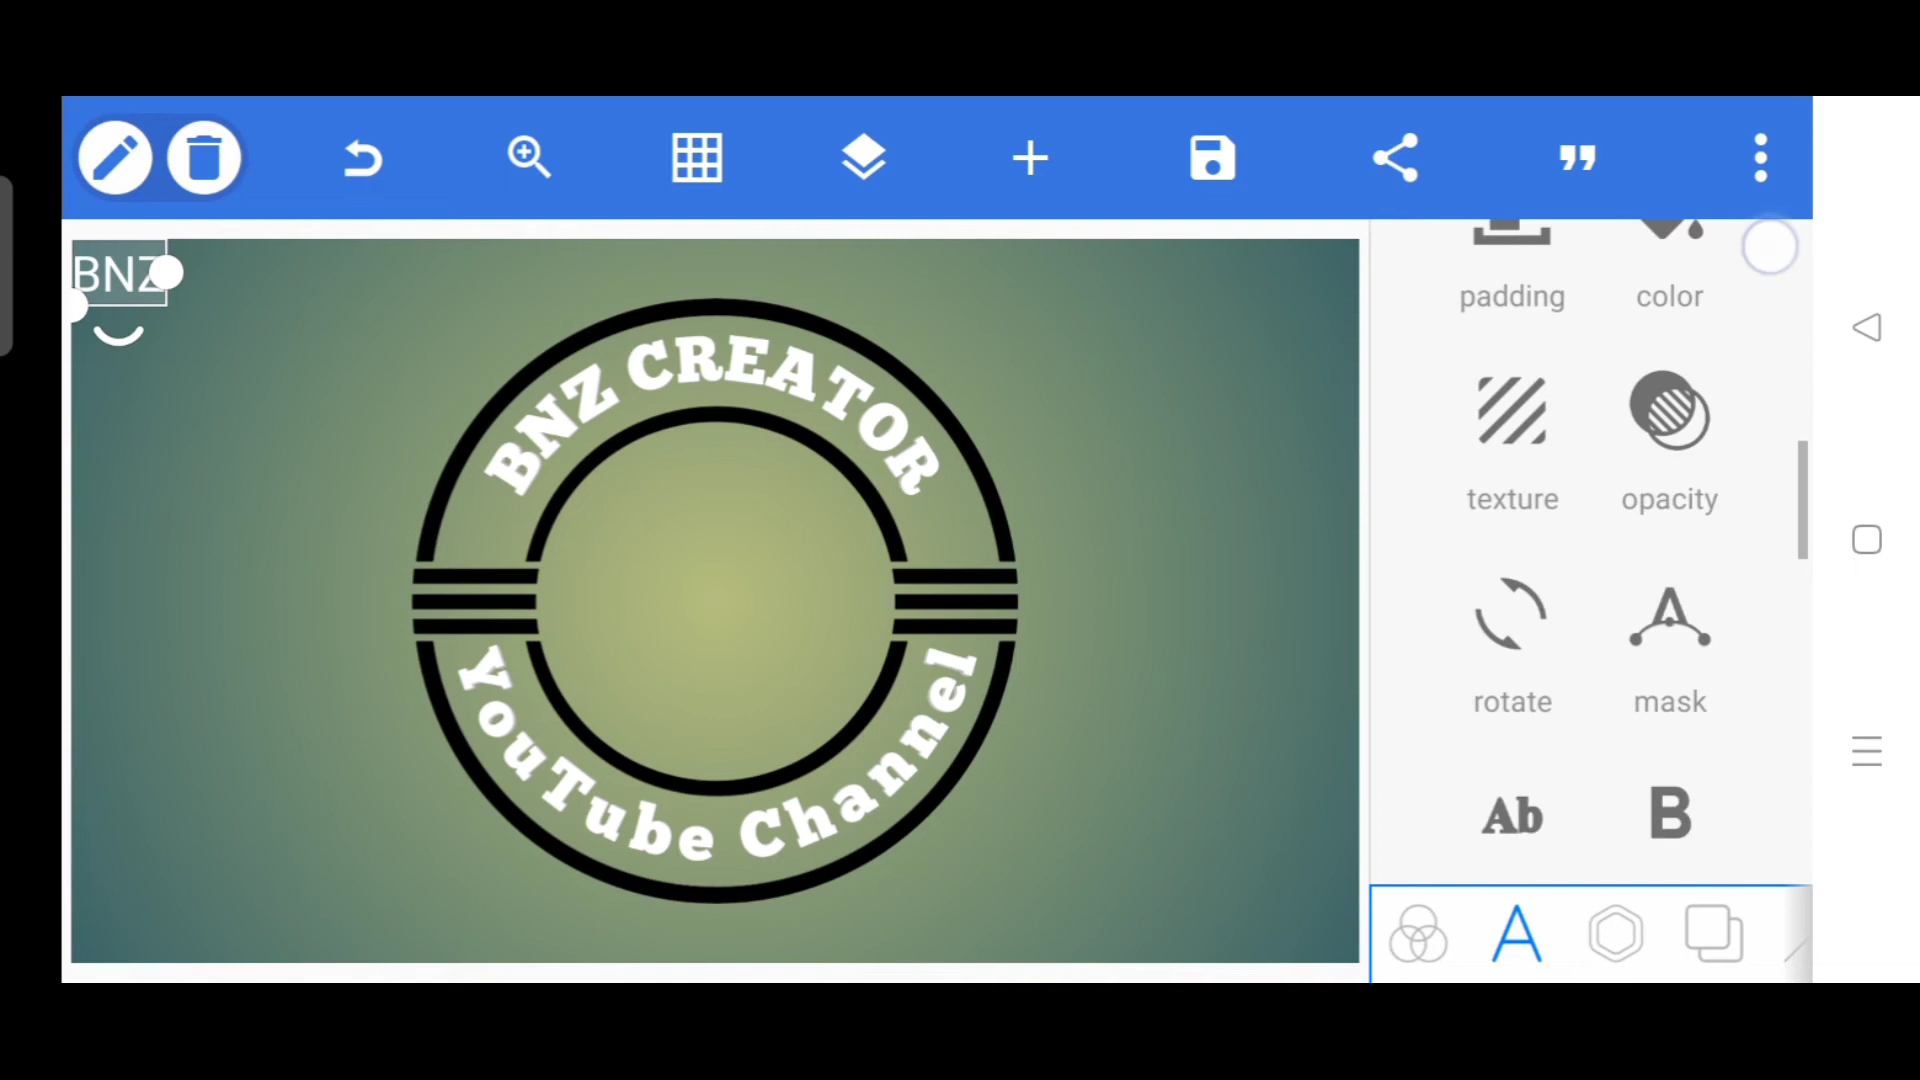 BNZ
BNZ CREATOR
YouTube Channel
padding color
texture opacity
rotate mask
Ab B
A